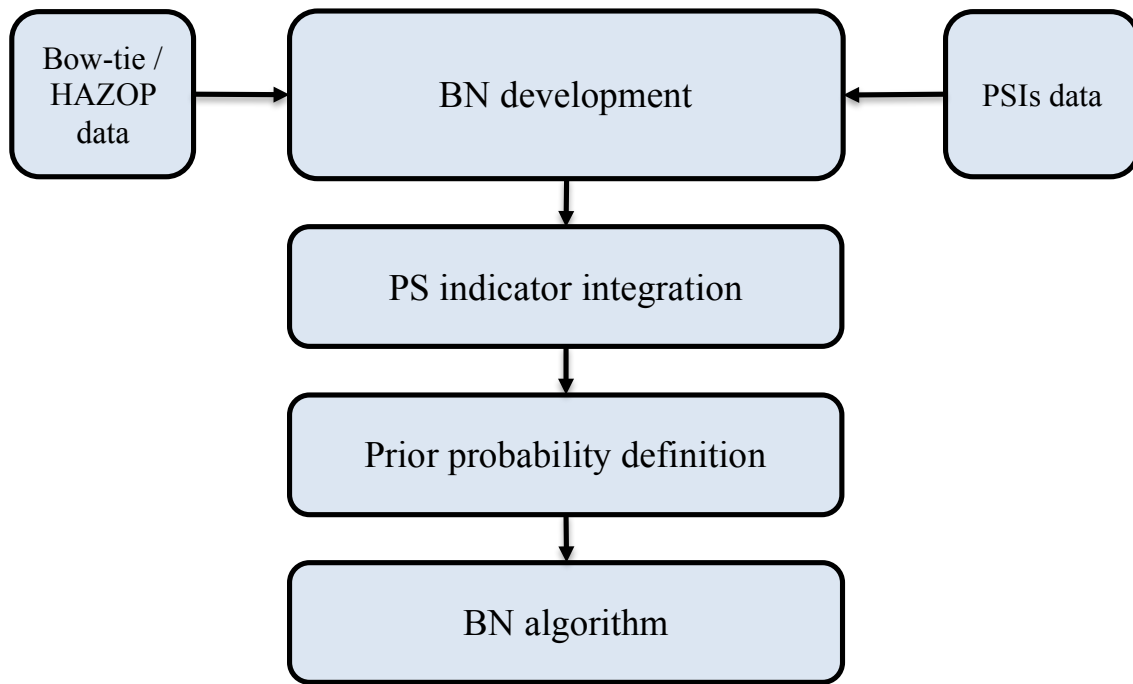 Bow-tie /
HAZOP
data
BN development
PSIs data
PS indicator integration
Prior probability definition
BN algorithm